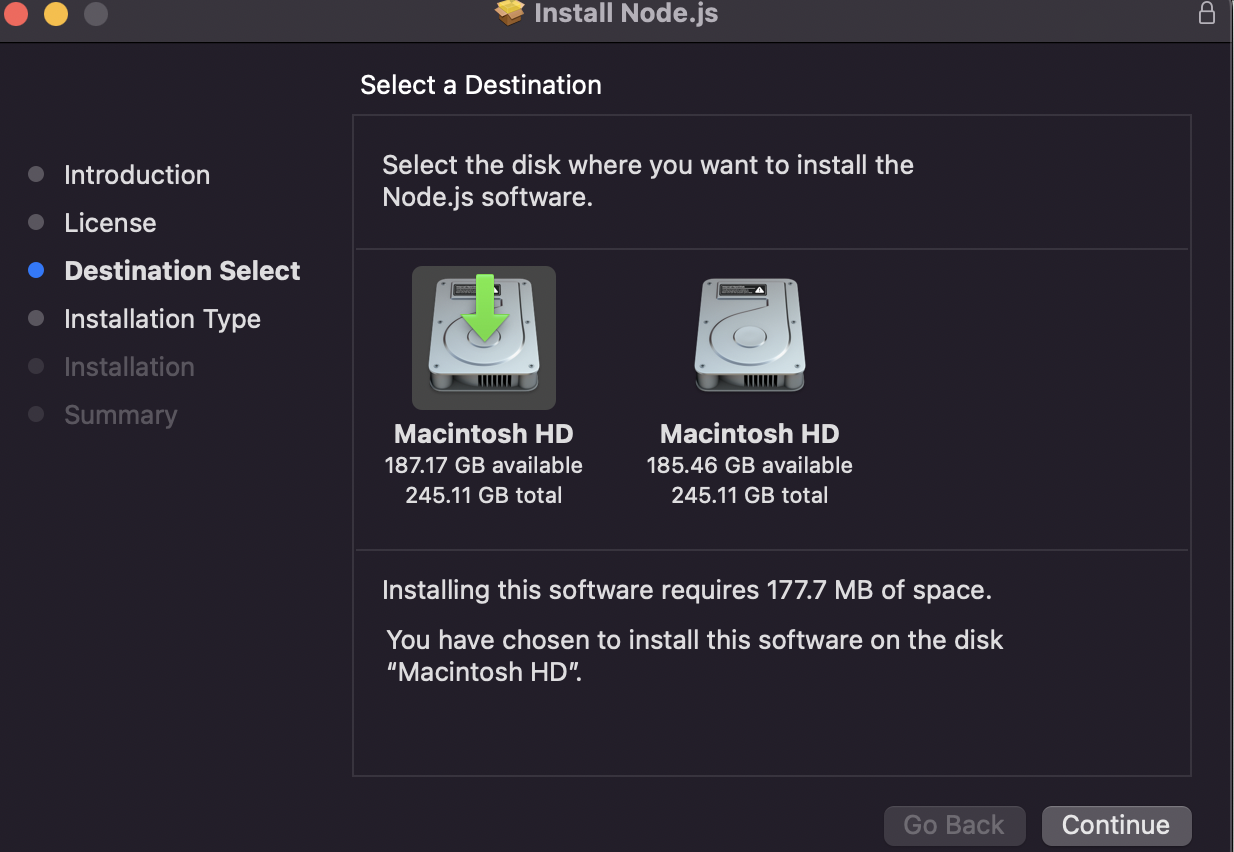 Install Node.js
Select a Destination
Introduction
License
Destination Select
Installation Type
Installation
Summary
Select the disk where you want to install the
Node.js software.
Macintosh HD
187.17 GB available
245.11 GB total
Macintosh HD
185.46 GB available
245.11 GB total
Installing this software requires 177.7 MB of space.
You have chosen to install this software on the disk
“Macintosh HD”.
Go Back
Continue